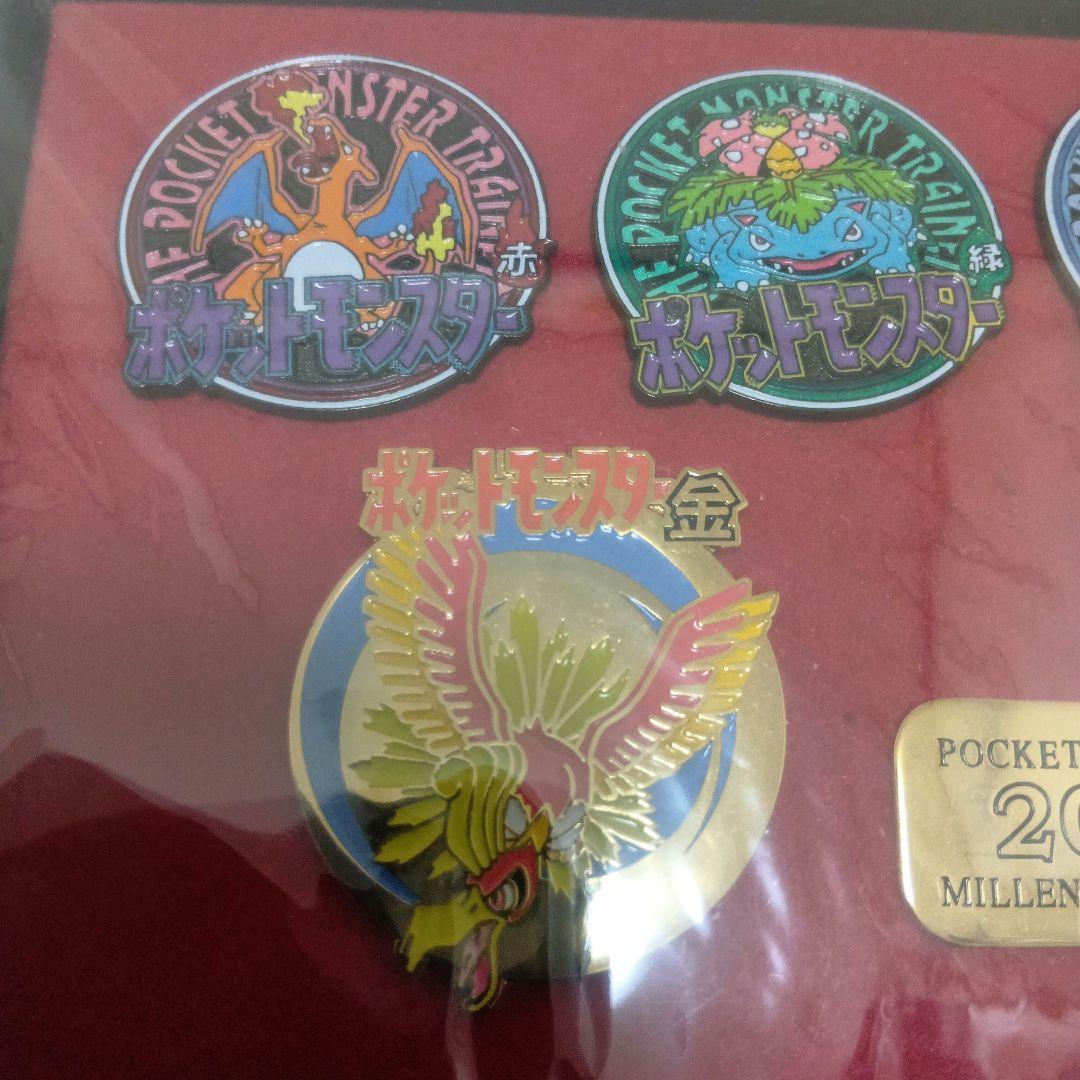 THE POCKET MONSTER TRAINER
赤
ポケットモンスター
THE POCKET MONSTER TRAINER
緑
ポケットモンスター
ポケットモンスター 金
POCKET
20
MILLEN